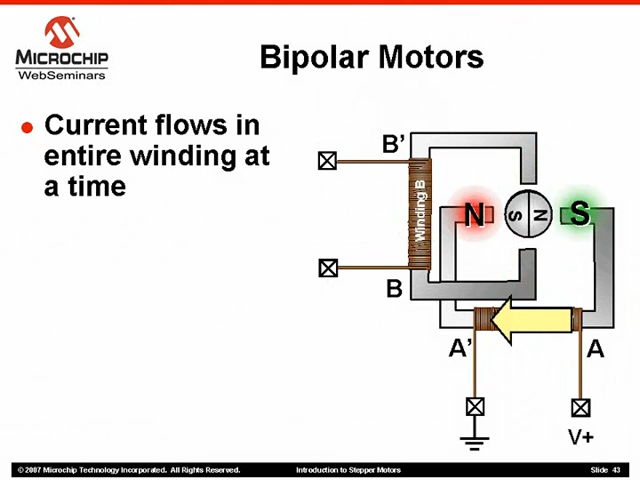 MICROCHIP
WebSeminars
Bipolar Motors
• Current flows in
entire winding at
a time
B'
Winding B
B
N
S
N
S
A'
A
V+
© 2007 Microchip Technology Incorporated. All Rights Reserved.
Introduction to Stepper Motors
Slide 43